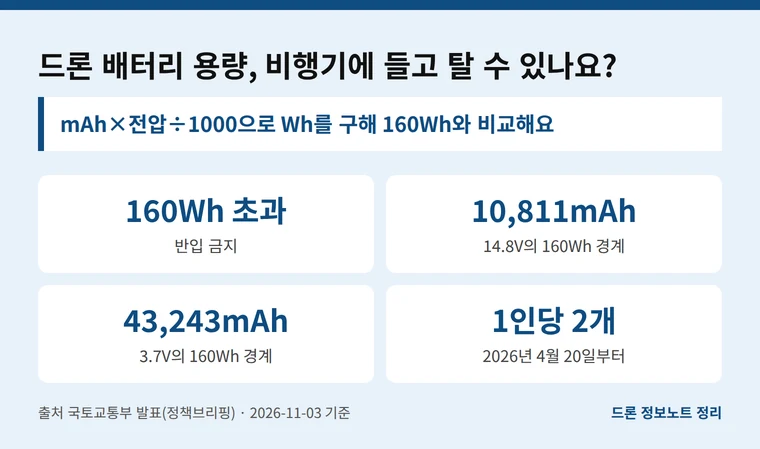 드론 배터리 용량, 비행기에 들고 탈 수 있나요?
mAh×전압÷1000으로 Wh를 구해 160Wh와 비교해요
160Wh 초과
반입 금지
10,811mAh
14.8V의 160Wh 경계
43,243mAh
3.7V의 160Wh 경계
1인당 2개
2026년 4월 20일부터
출처 국토교통부 발표(정책브리핑) · 2026-11-03 기준
드론 정보노트 정리